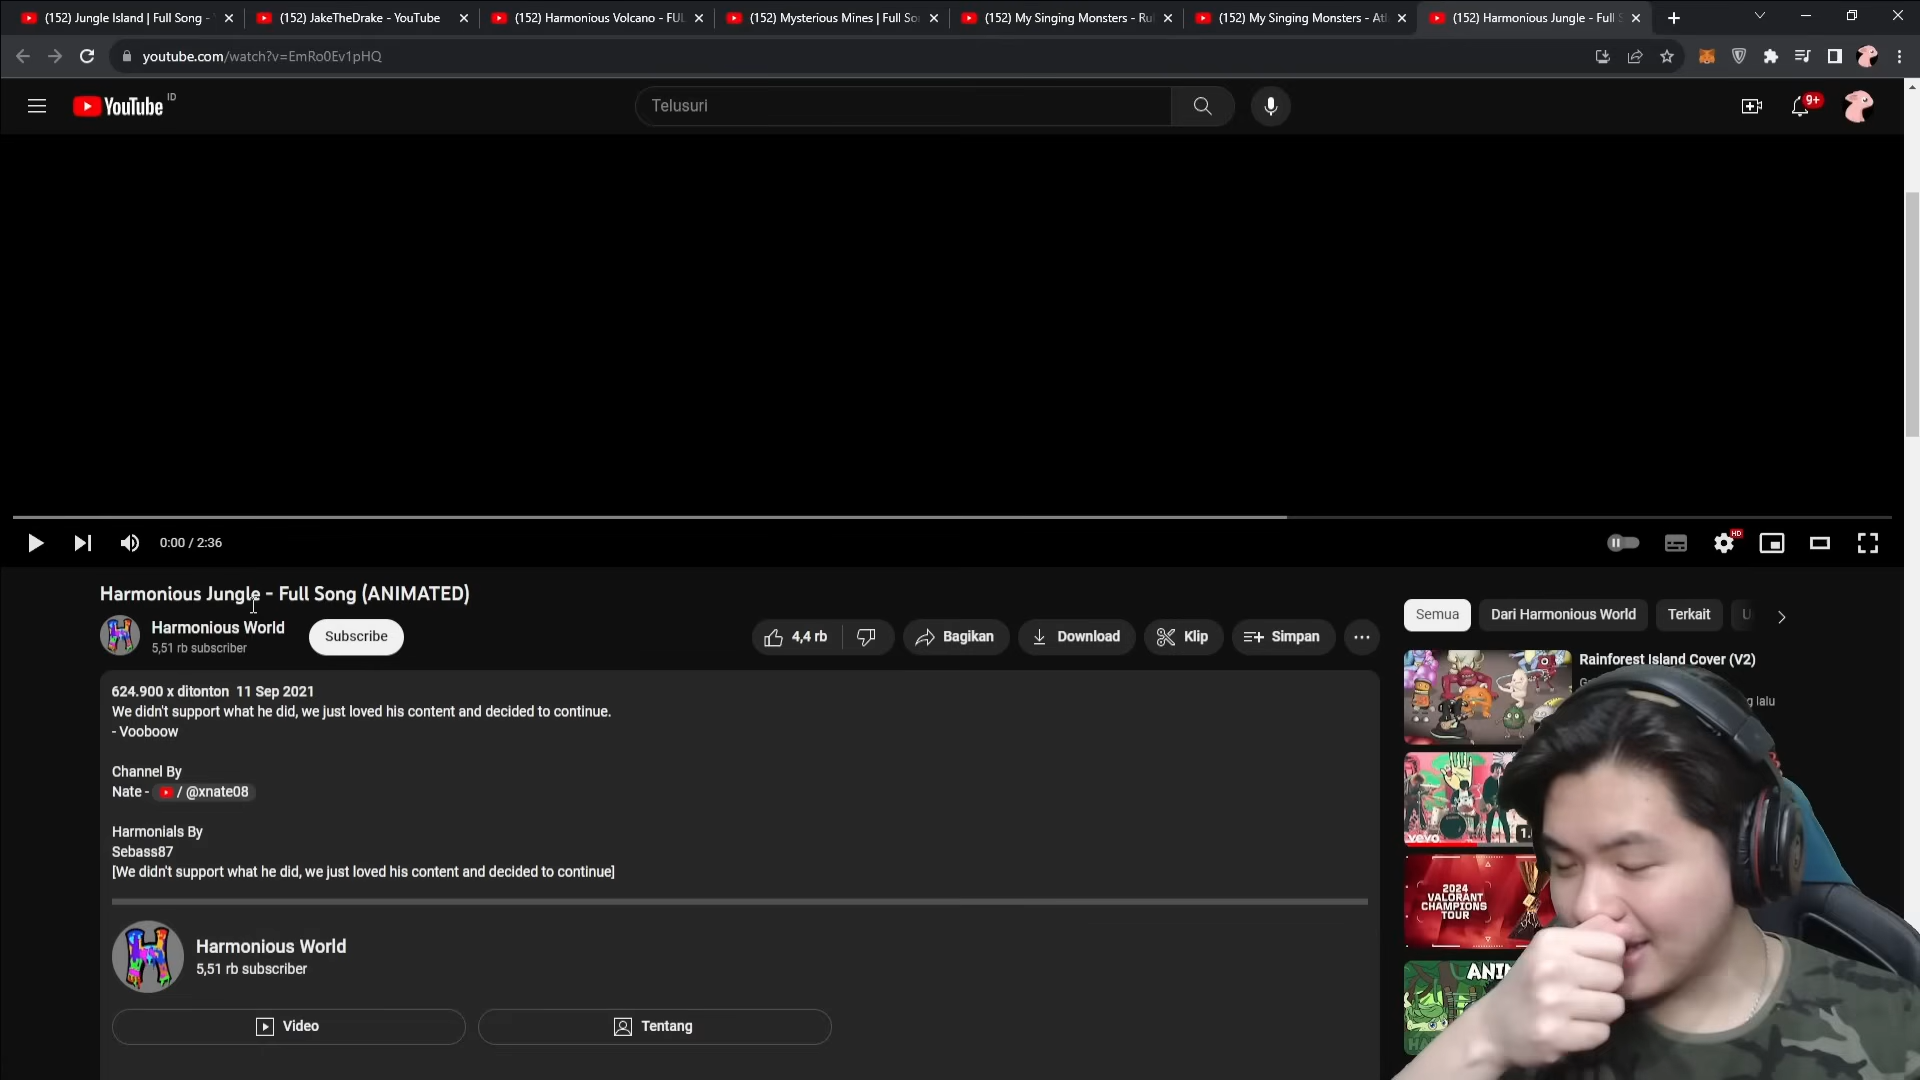 (152) Jungle Island | Full Song -
(152) JakeTheDrake - YouTube
(152) Harmonious Volcano - FUL
(152) Mysterious Mines | Full So
(152) My Singing Monsters - Ru
(152) My Singing Monsters - Atl
(152) Harmonious Jungle - Full S
youtube.com/watch?v=EmRo0Ev1pHQ
YouTube ID
Telusuri
9+
0:00 / 2:36
HD
Harmonious Jungle - Full Song (ANIMATED)
Harmonious World
5,51 rb subscriber
Subscribe
4,4 rb
Bagikan
Download
Klip
Simpan
Semua
Dari Harmonious World
Terkait
624.900 x ditonton 11 Sep 2021
We didn't support what he did, we just loved his content and decided to continue.
- Vooboow
Channel By
Nate - / @xnate08
Harmonials By
Sebass87
[We didn't support what he did, we just loved his content and decided to continue]
Harmonious World
5,51 rb subscriber
Video
Tentang
Rainforest Island Cover (V2)
lalu
vevo
2024
VALORANT
CHAMPIONS
TOUR